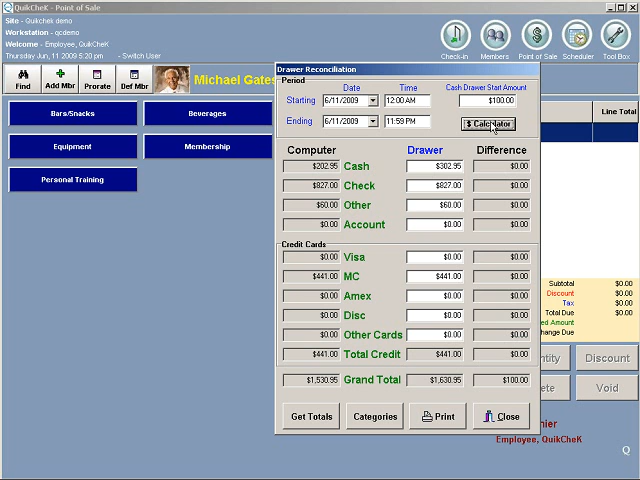 QuikCheK - Point of Sale
Site - Quikchek demo
Workstation - qcdemo
Welcome - Employee, QuikCheK
Thursday Jun, 11 2009 5:20 pm - Switch User
Check-in Members Point of Sale Scheduler Tool Box
Find Add Mbr Prorate Def Mbr Michael Gates
Bars/Snacks Beverages
Equipment Membership
Personal Training
Line Total
Drawer Reconciliation
Period
Date Time Cash Drawer Start Amount
Starting 6/11/2009 12:00 AM $100.00
Ending 6/11/2009 11:59 PM $ Calculator
Computer Drawer Difference
$202.95 Cash $302.95 $0.00
$827.00 Check $827.00 $0.00
$60.00 Other $60.00 $0.00
$0.00 Account $0.00 $0.00
Credit Cards
$0.00 Visa $0.00 $0.00
$441.00 MC $441.00 $0.00
$0.00 Amex $0.00 $0.00
$0.00 Disc $0.00 $0.00
$0.00 Other Cards $0.00 $0.00
$441.00 Total Credit $441.00 $0.00
$1,530.95 Grand Total $1,630.95 $100.00
Get Totals Categories Print Close
Subtotal $0.00
Discount $0.00
Tax $0.00
Total Due $0.00
ed Amount
hange Due $0.00
ntity Discount
ete Void
hier
Employee, QuikCheK
Q